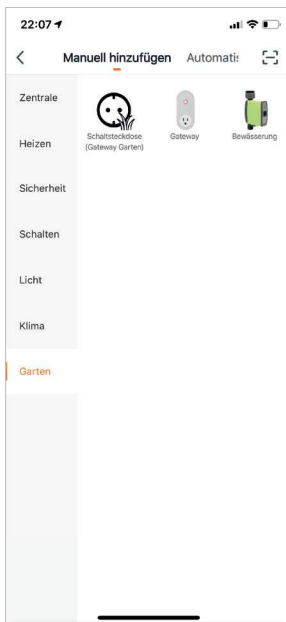 22:07
Manuell hinzufügen Automatis
Zentrale
Heizen
Sicherheit
Schalten
Licht
Klima
Garten
Schaltsteckdose
(Gateway Garten)
Gateway
Bewässerung